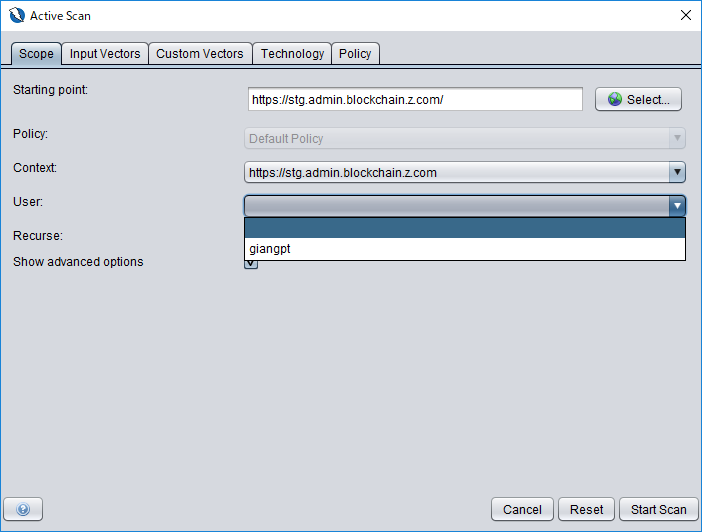 Active Scan
Scope Input Vectors Custom Vectors Technology Policy
Starting point: https://stg.admin.blockchain.z.com/ Select...
Policy: Default Policy
Context: https://stg.admin.blockchain.z.com
User:
giangpt
Recurse:
Show advanced options
Cancel Reset Start Scan